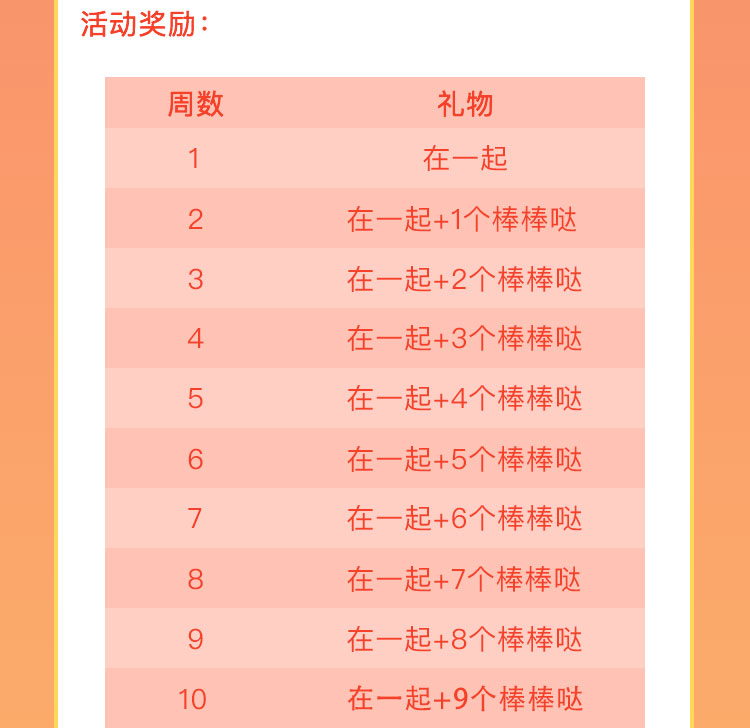 活动奖励：
周数 礼物
1 在一起
2 在一起+1个棒棒哒
3 在一起+2个棒棒哒
4 在一起+3个棒棒哒
5 在一起+4个棒棒哒
6 在一起+5个棒棒哒
7 在一起+6个棒棒哒
8 在一起+7个棒棒哒
9 在一起+8个棒棒哒
10 在一起+9个棒棒哒